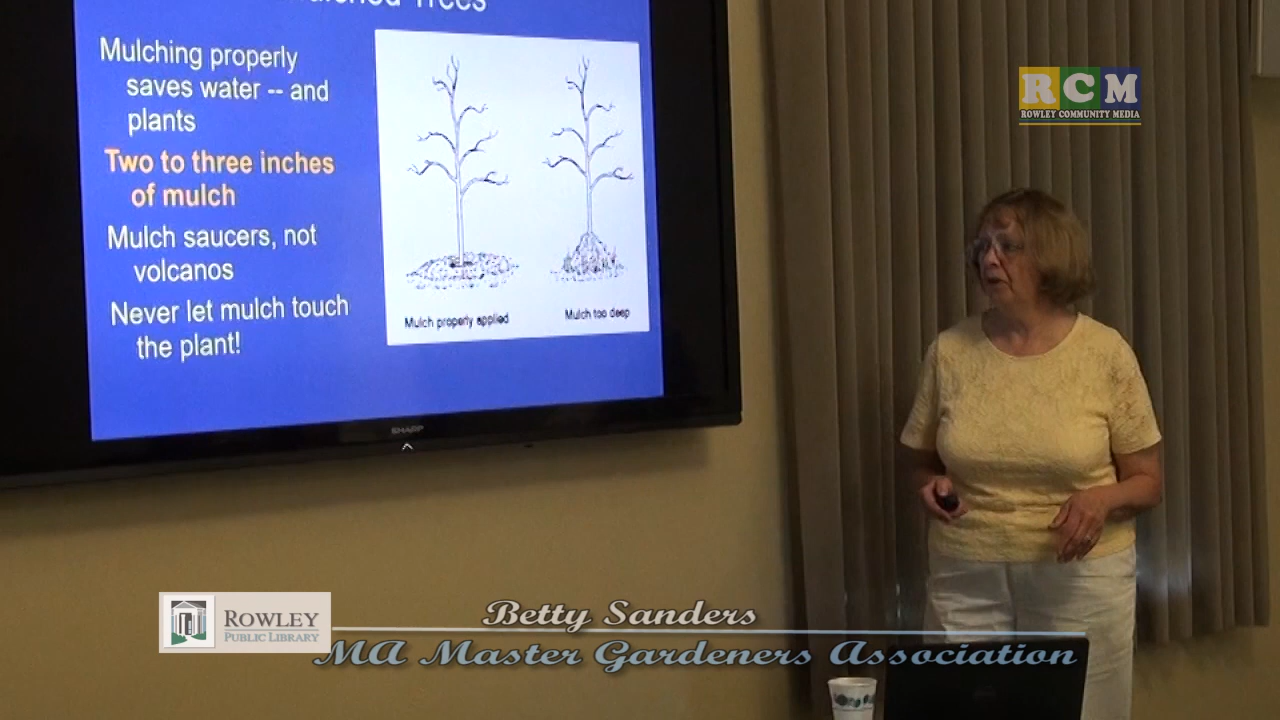 Trees
Mulching properly
saves water -- and
plants
Two to three inches
of mulch
Mulch saucers, not
volcanos
Never let mulch touch
the plant!
Mulch properly applied
Mulch too deep
SHARP
RCM
ROWLEY COMMUNITY MEDIA
ROWLEY
PUBLIC LIBRARY
Betty Sanders
MA Master Gardeners Association